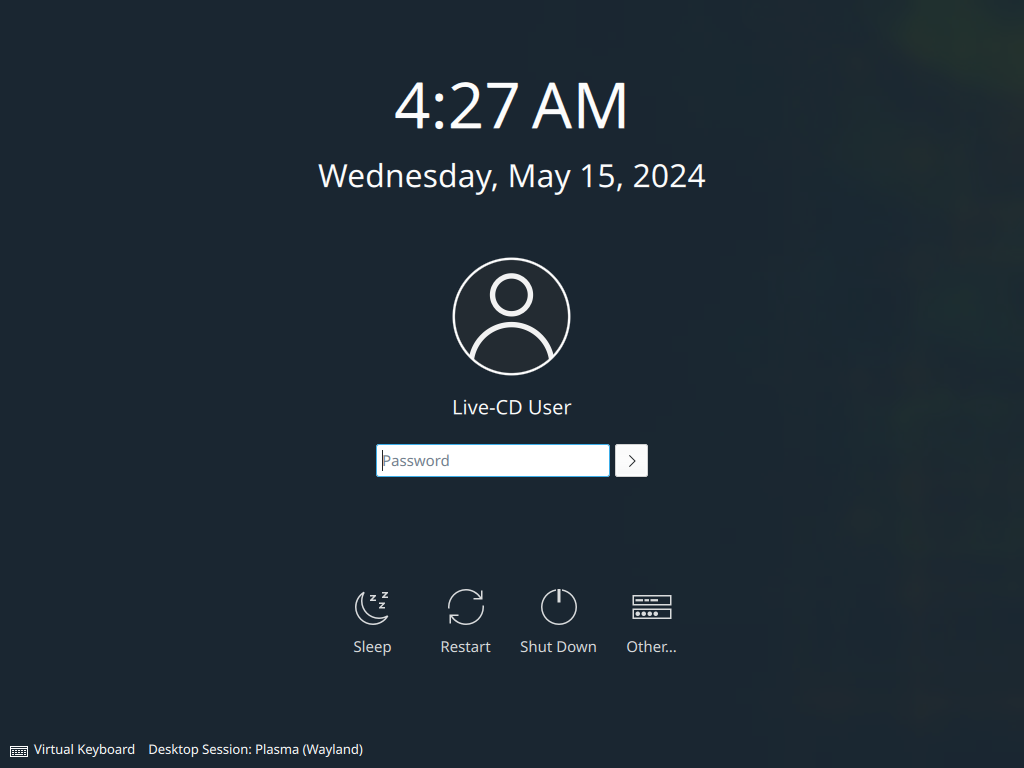 4:27 AM
Wednesday, May 15, 2024
Live-CD User
Password
Sleep Restart Shut Down Other...
Virtual Keyboard Desktop Session: Plasma (Wayland)